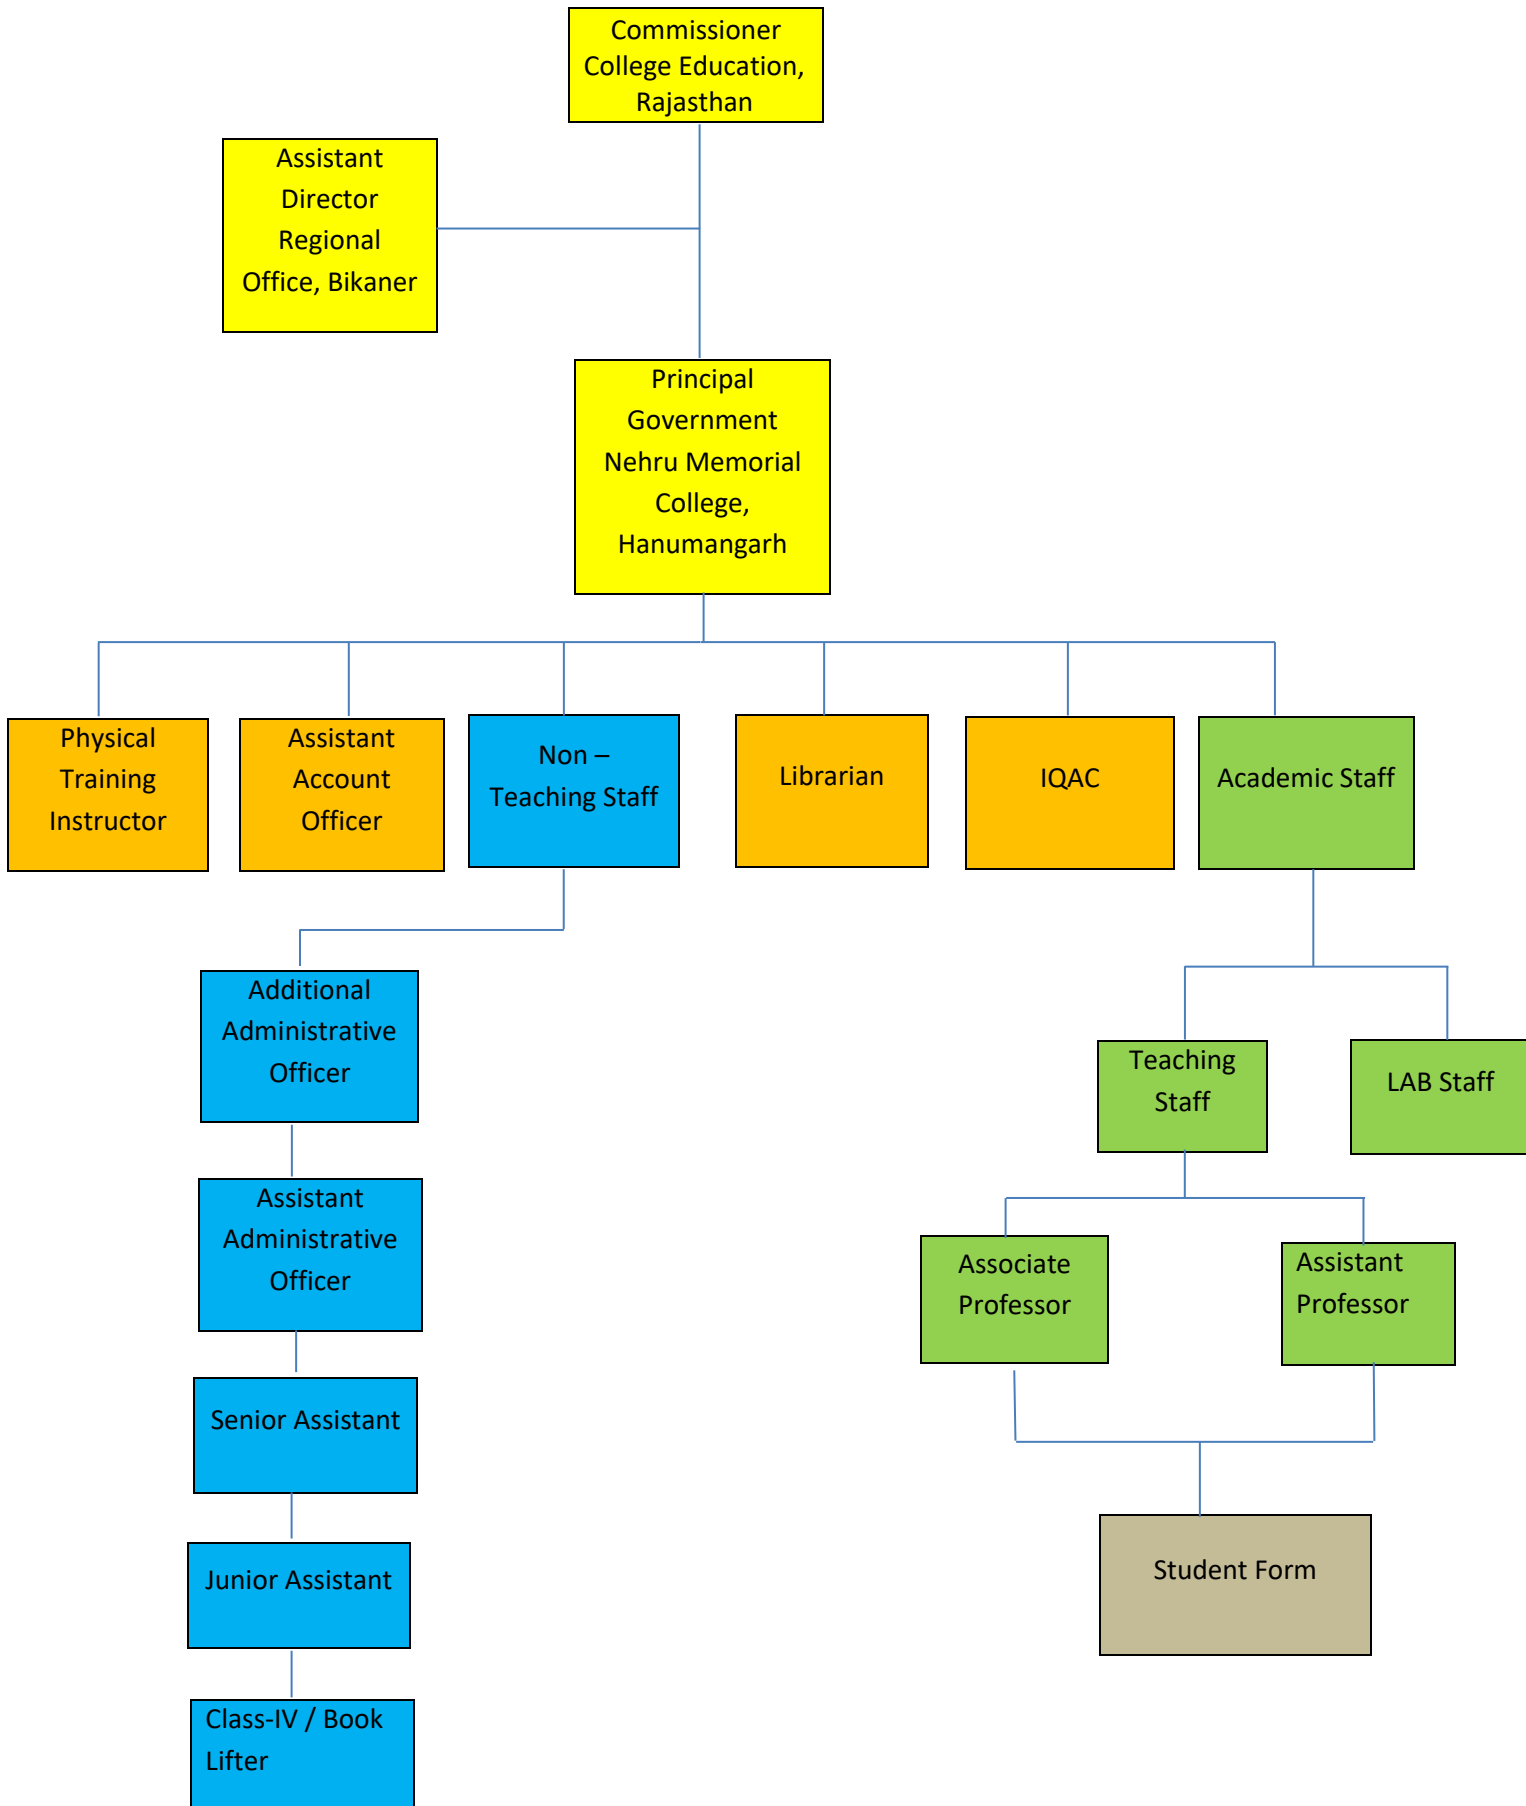 Commissioner
College Education,
Rajasthan
Assistant
Director
Regional
Office, Bikaner
Principal
Government
Nehru Memorial
College,
Hanumangarh
Physical
Training
Instructor
Assistant
Account
Officer
Non –
Teaching Staff
Librarian
IQAC
Academic Staff
Additional
Administrative
Officer
Assistant
Administrative
Officer
Senior Assistant
Junior Assistant
Class-IV / Book
Lifter
Teaching
Staff
LAB Staff
Associate
Professor
Assistant
Professor
Student Form